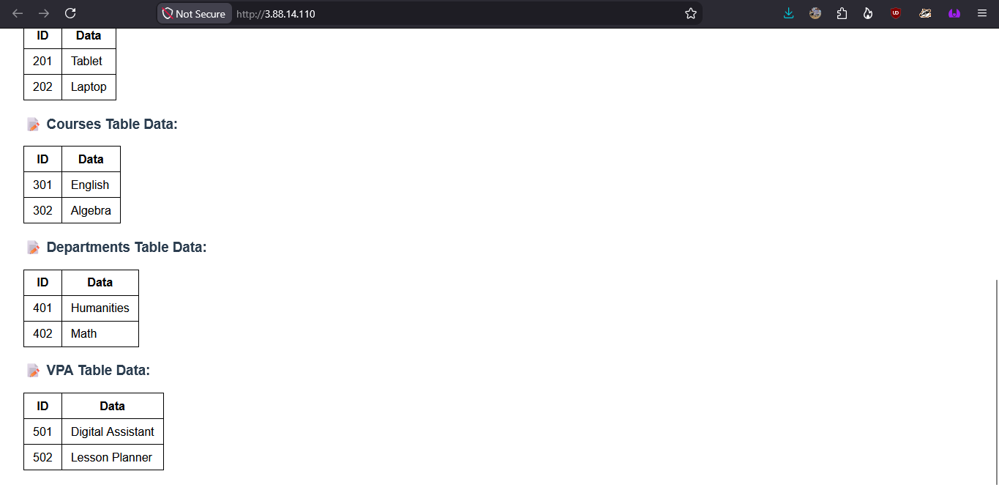 Not Secure http://3.88.14.110
ID Data
201 Tablet
202 Laptop
Courses Table Data:
ID Data
301 English
302 Algebra
Departments Table Data:
ID Data
401 Humanities
402 Math
VPA Table Data:
ID Data
501 Digital Assistant
502 Lesson Planner